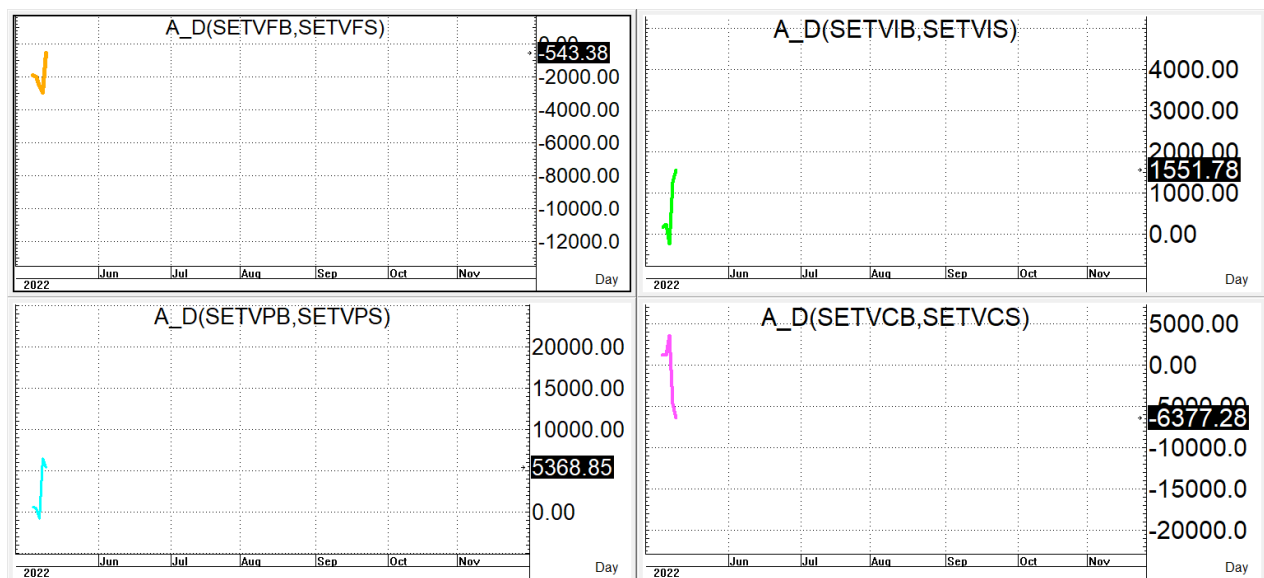 A_D(SETVFB,SETVFS)
0.00
-543.38
-2000.00
-4000.00
-6000.00
-8000.00
-10000.0
-12000.0
Jun Jul Aug Sep Oct Nov
2022 Day
A_D(SETVIB,SETVIS)
4000.00
3000.00
2000.00
1551.78
1000.00
0.00
Jun Jul Aug Sep Oct Nov
2022 Day
A_D(SETVPB,SETVPS)
20000.00
15000.00
10000.00
5368.85
0.00
Jun Jul Aug Sep Oct Nov
2022 Day
A_D(SETVCB,SETVCS)
5000.00
0.00
-5000.00
-6377.28
-10000.0
-15000.0
-20000.0
Jun Jul Aug Sep Oct Nov
2022 Day